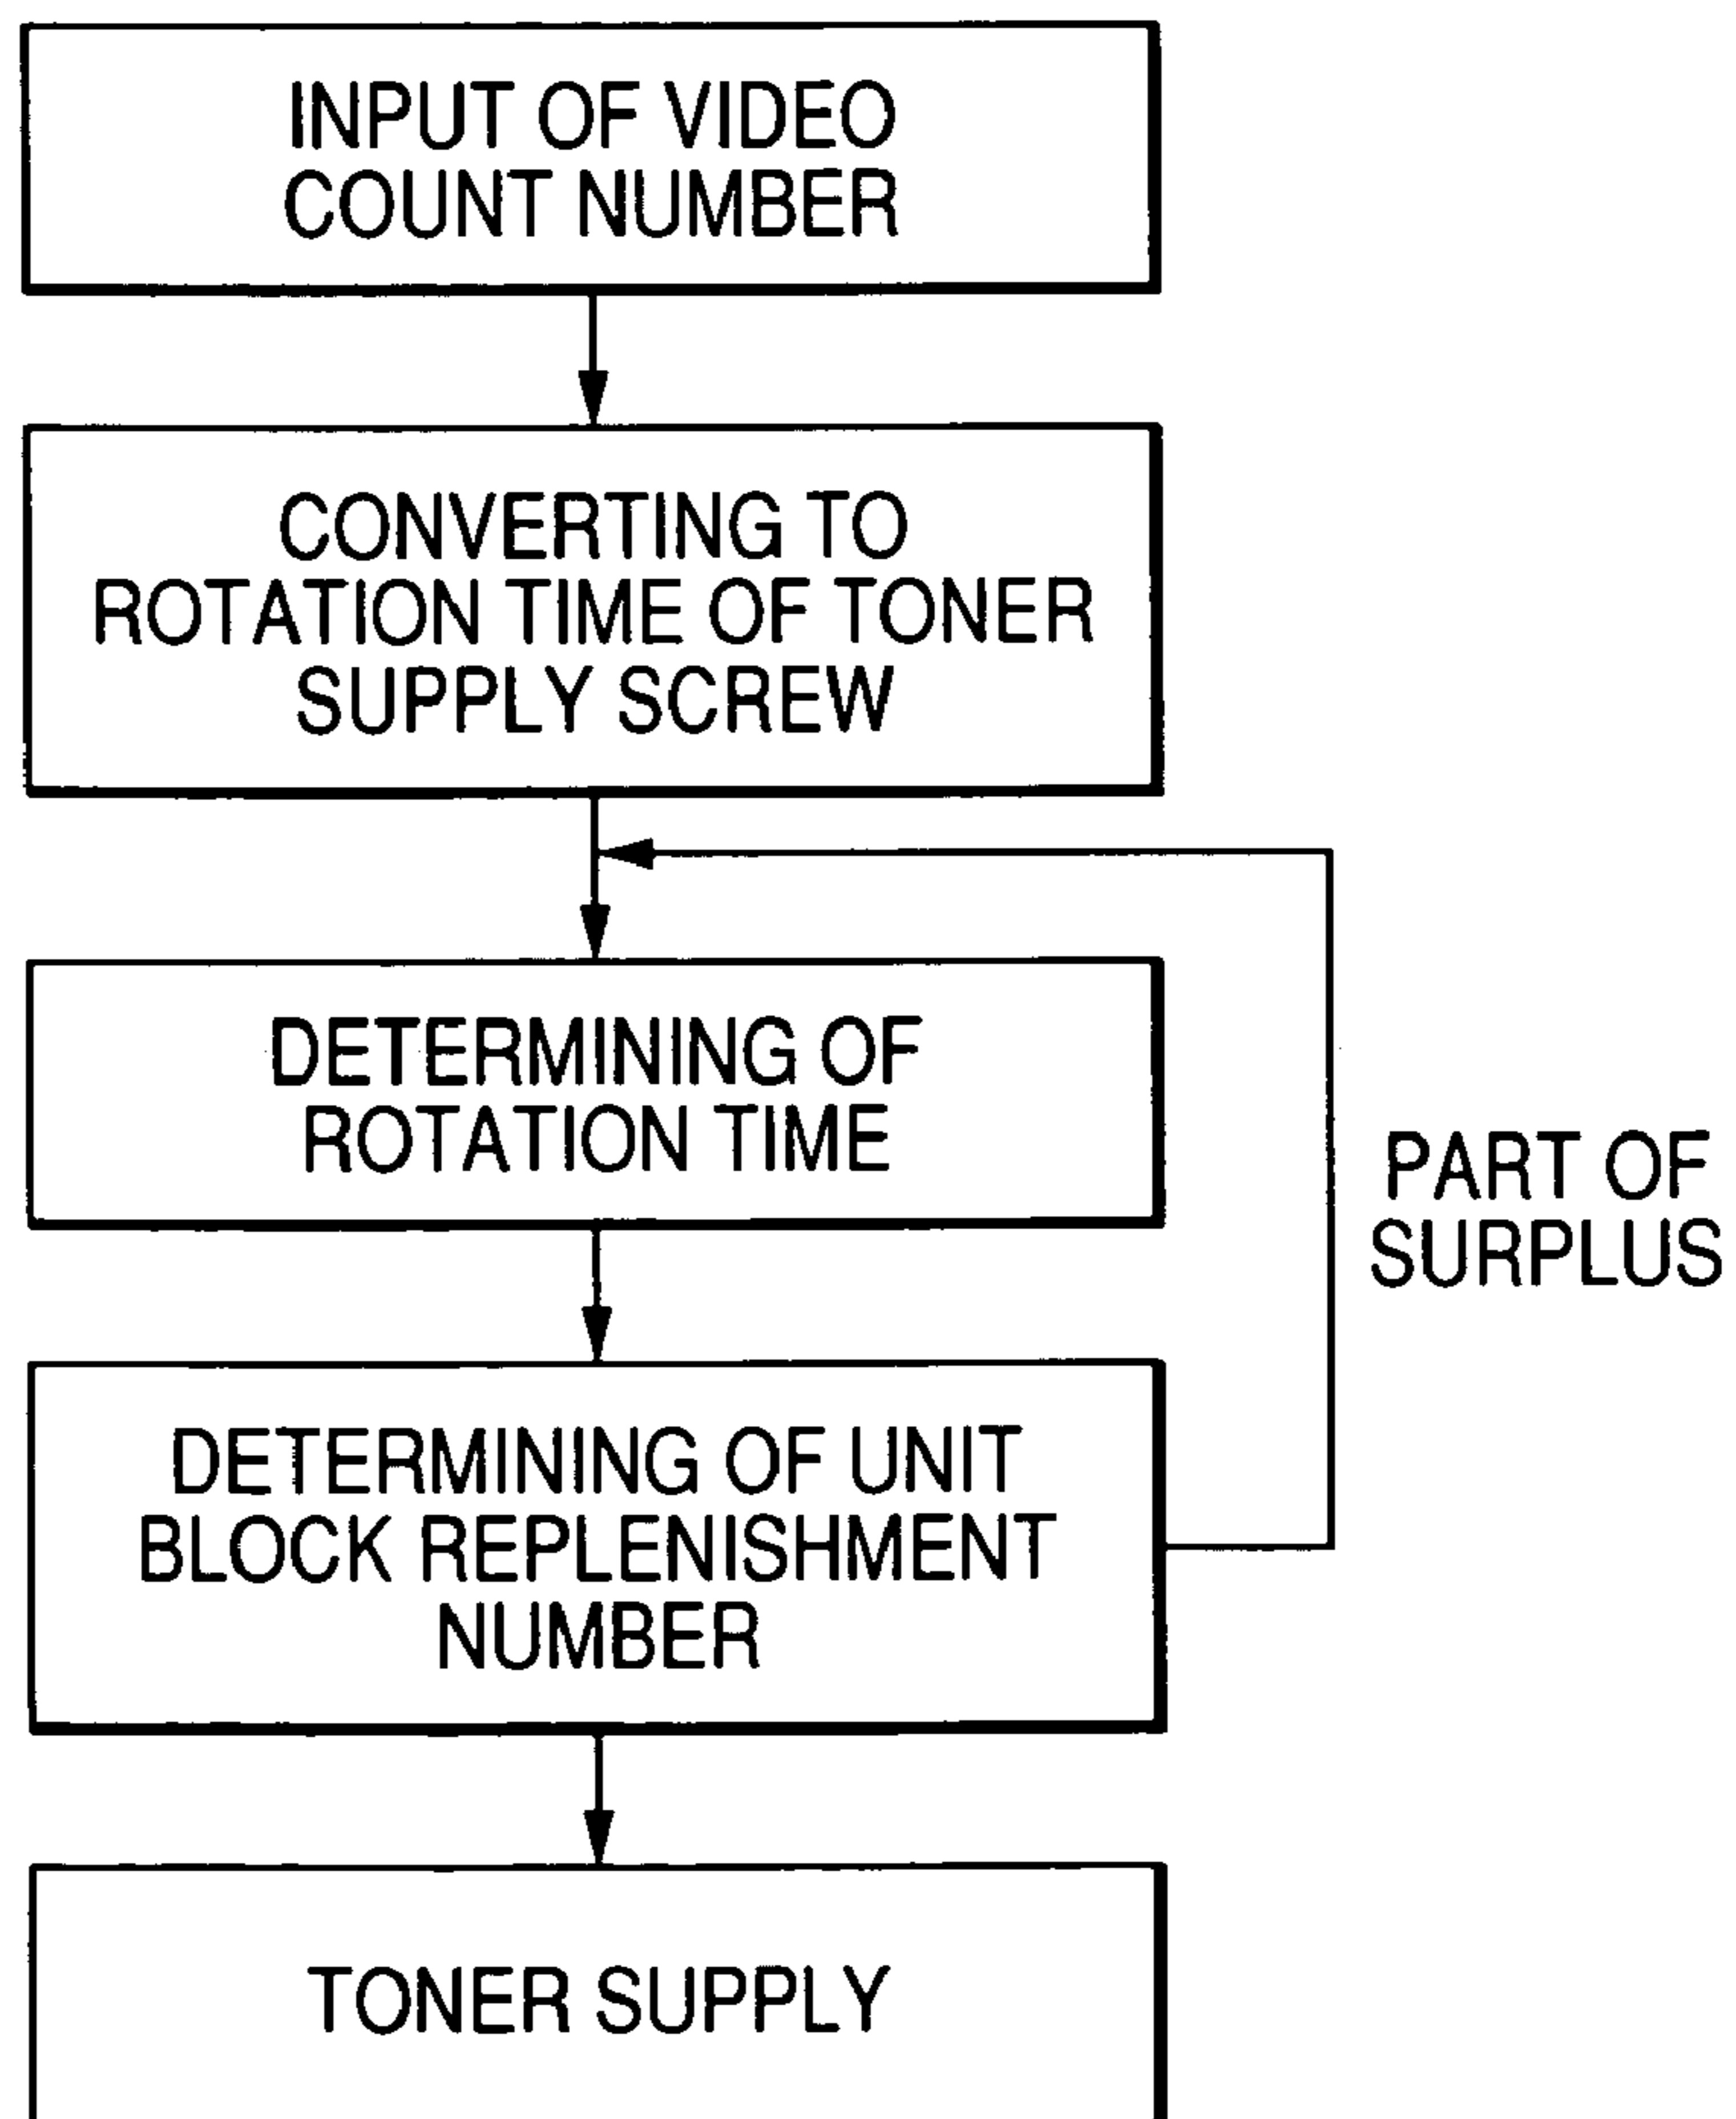 INPUT OF VIDEO
COUNT NUMBER
CONVERTING TO
ROTATION TIME OF TONER
SUPPLY SCREW
DETERMINING OF
ROTATION TIME
PART OF
SURPLUS
DETERMINING OF UNIT
BLOCK REPLENISHMENT
NUMBER
TONER SUPPLY